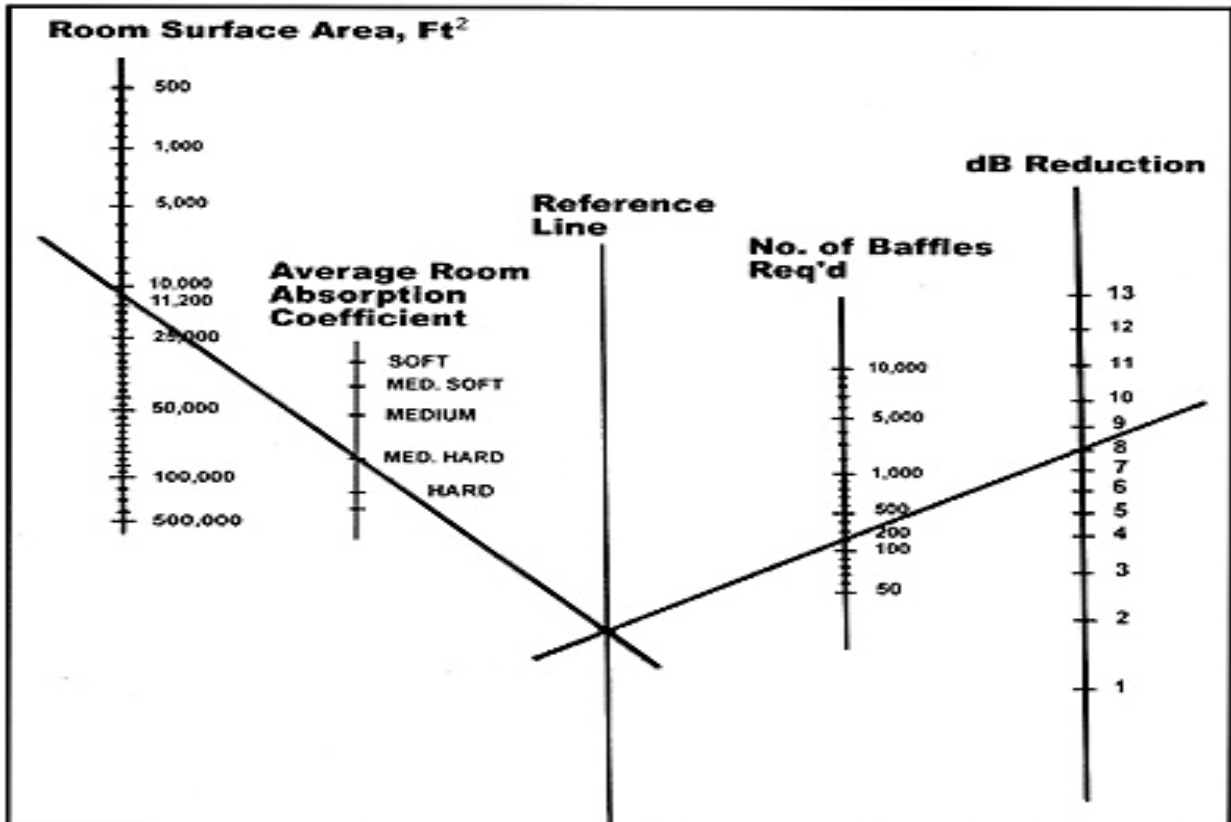 Room Surface Area, Ft²
500
1,000
5,000
10,000
11,200
25,000
50,000
100,000
500,000
Average Room
Absorption
Coefficient
SOFT
MED. SOFT
MEDIUM
MED. HARD
HARD
Reference
Line
No. of Baffles
Req'd
10,000
5,000
1,000
500
200
100
50
dB Reduction
13
12
11
10
9
8
7
6
5
4
3
2
1